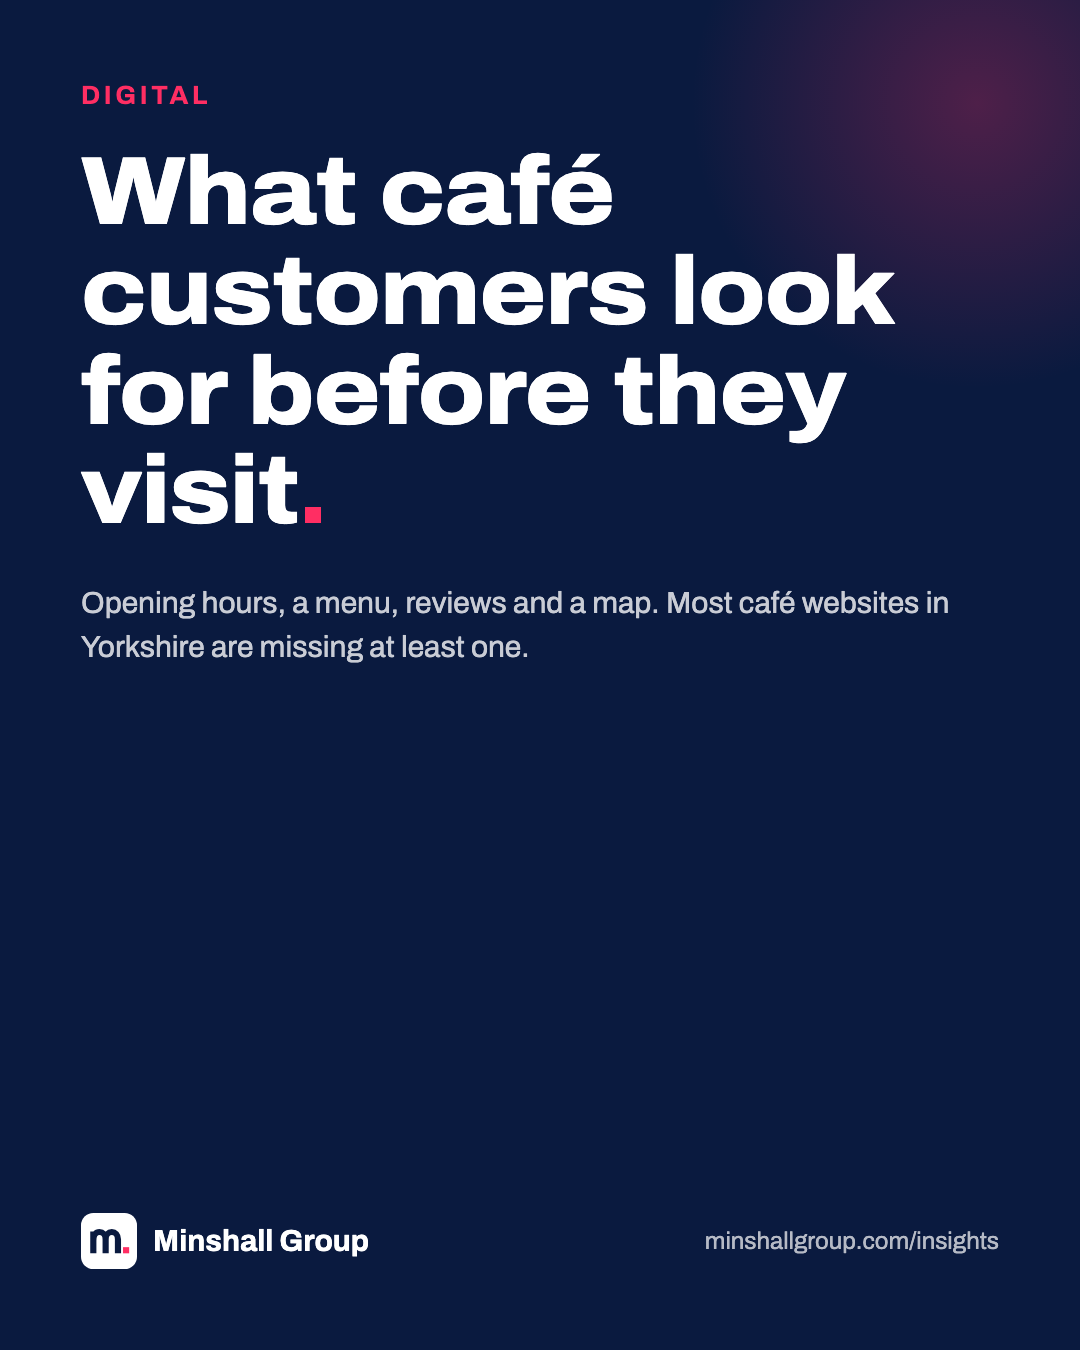 DIGITAL
What café
customers look
for before they
visit.
Opening hours, a menu, reviews and a map. Most café websites in
Yorkshire are missing at least one.
m. Minshall Group
minshallgroup.com/insights